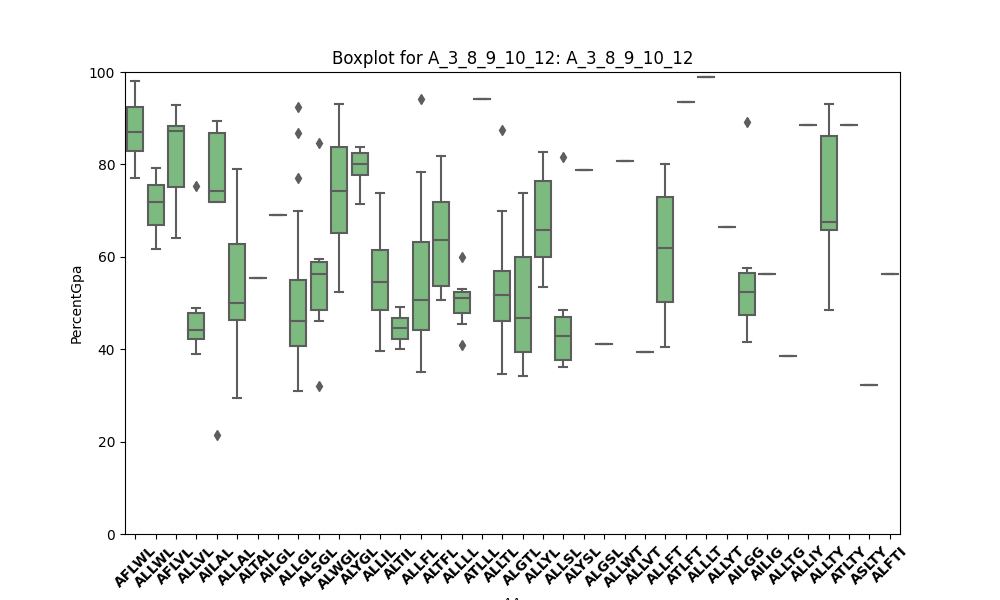 Boxplot for A_3_8_9_10_12: A_3_8_9_10_12
PercentGpa
100
80
60
40
20
0
AFLWL
ALLWL
AFLVL
ALLVL
AILAL
ALLAL
ALTAL
AILGL
ALLGL
ALSGL
ALWGL
ALYGL
ALLIL
ALTIL
ALLFL
ALTFL
ALLLL
ATLLL
ALLTL
ALGTL
ALLYL
ALLSL
ALYSL
ALGSL
ALLWT
ALLVT
ALLFT
ATLFT
ALLLT
ALLYT
AILGG
AILIG
ALLTG
ALLIY
ALLTY
ATLTY
ASLTY
ALFTI